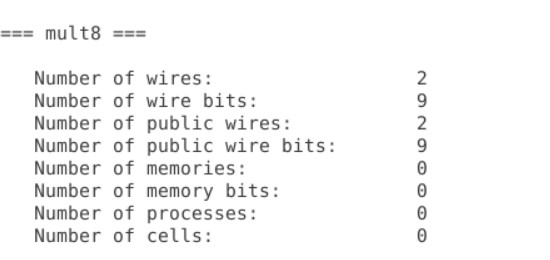 === mult8 ===
Number of wires: 2
Number of wire bits: 9
Number of public wires: 2
Number of public wire bits: 9
Number of memories: 0
Number of memory bits: 0
Number of processes: 0
Number of cells: 0